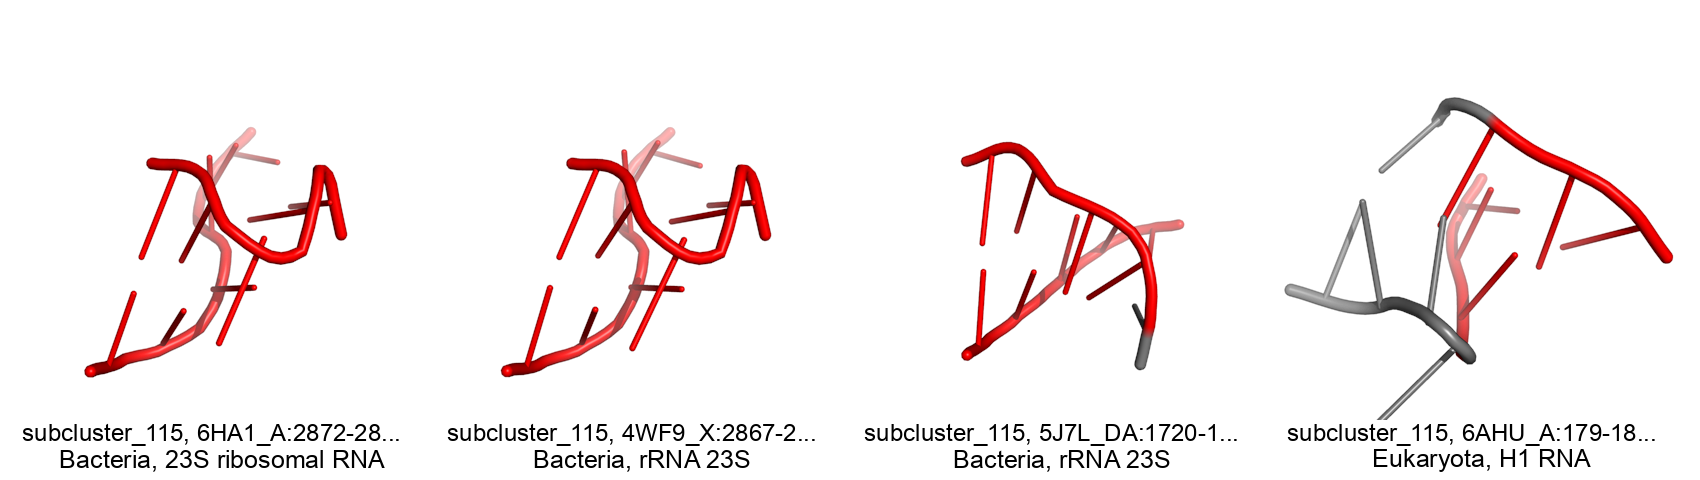 subcluster_115, 6HA1_A:2872-28...
Bacteria, 23S ribosomal RNA
subcluster_115, 4WF9_X:2867-2...
Bacteria, rRNA 23S
subcluster_115, 5J7L_DA:1720-1...
Bacteria, rRNA 23S
subcluster_115, 6AHU_A:179-18...
Eukaryota, H1 RNA